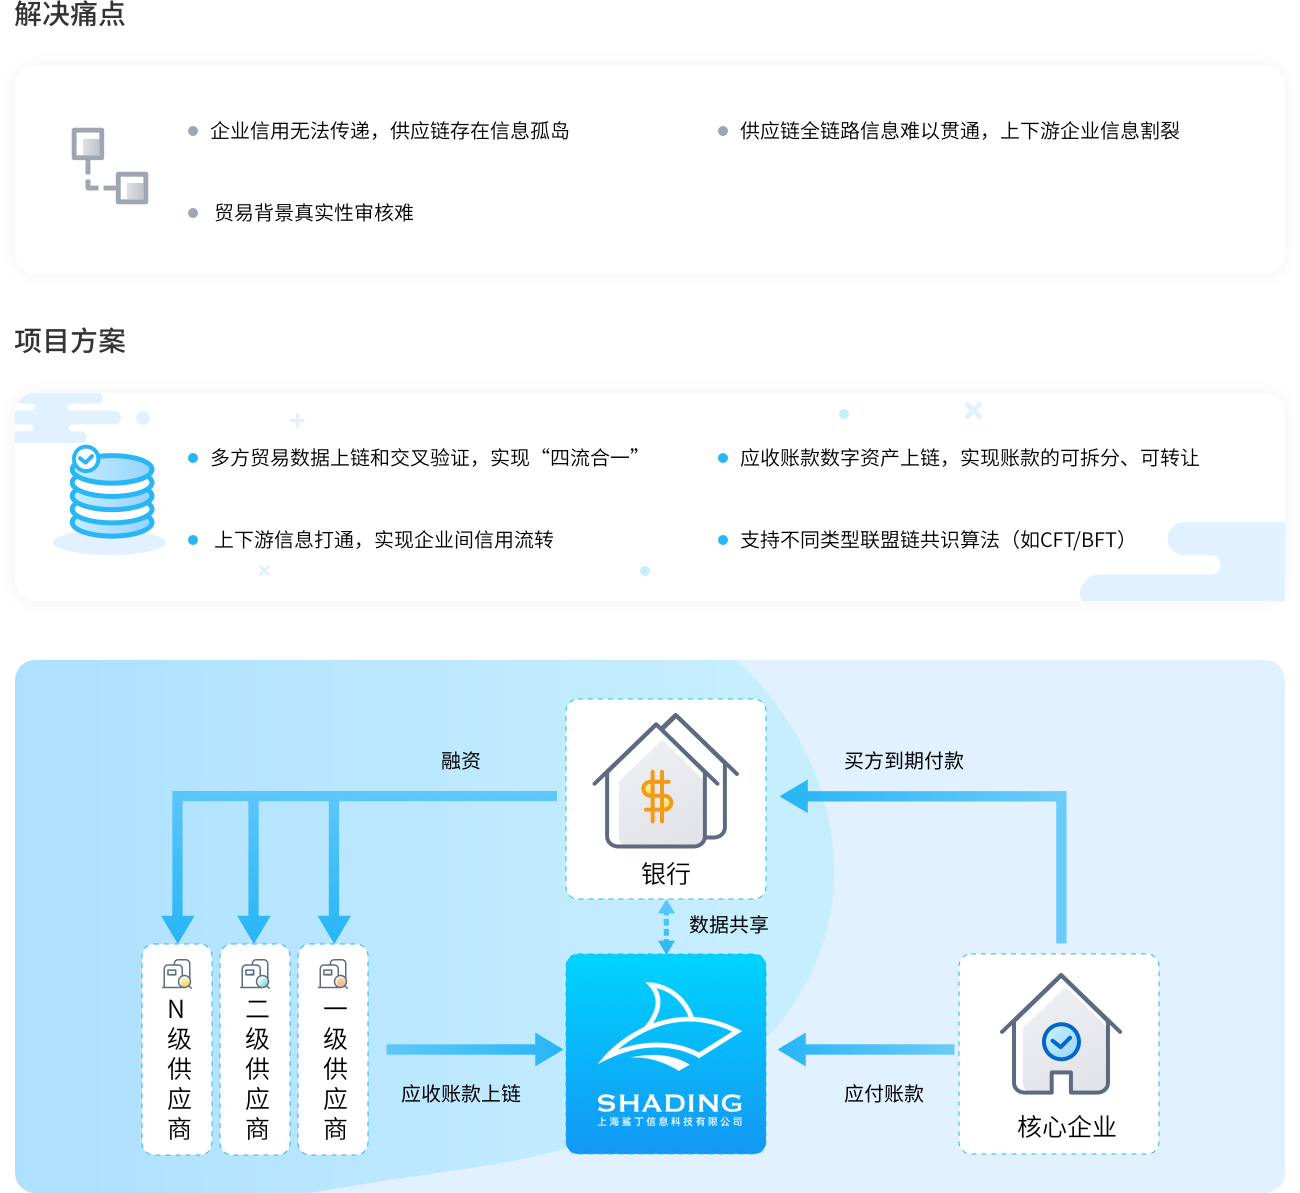 解决痛点
企业信用无法传递，供应链存在信息孤岛
供应链全链路信息难以贯通，上下游企业信息割裂
贸易背景真实性审核难
项目方案
多方贸易数据上链和交叉验证，实现“四流合一”
应收账款数字资产上链，实现账款的可拆分、可转让
上下游信息打通，实现企业间信用流转
支持不同类型联盟链共识算法（如CFT/BFT）
融资
买方到期付款
银行
数据共享
N级供应商
二级供应商
一级供应商
应收账款上链
SHADING
上海鲨丁信息科技有限公司
应付账款
核心企业